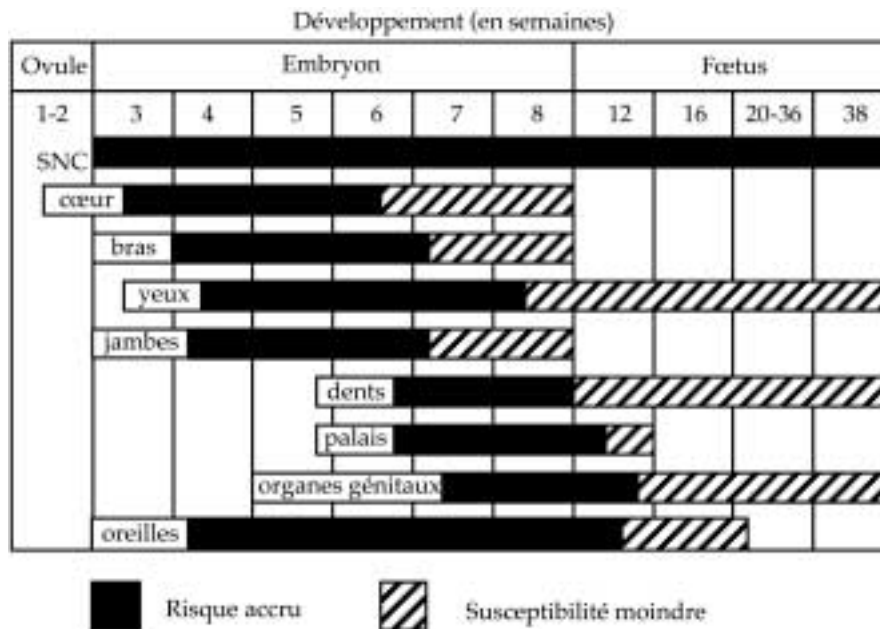 Développement (en semaines)
Ovule Embryon Fœtus
1-2 3 4 5 6 7 8 12 16 20-36 38
SNC
cœur
bras
yeux
jambes
dents
palais
organes génitaux
oreilles
Risque accru Susceptibilité moindre